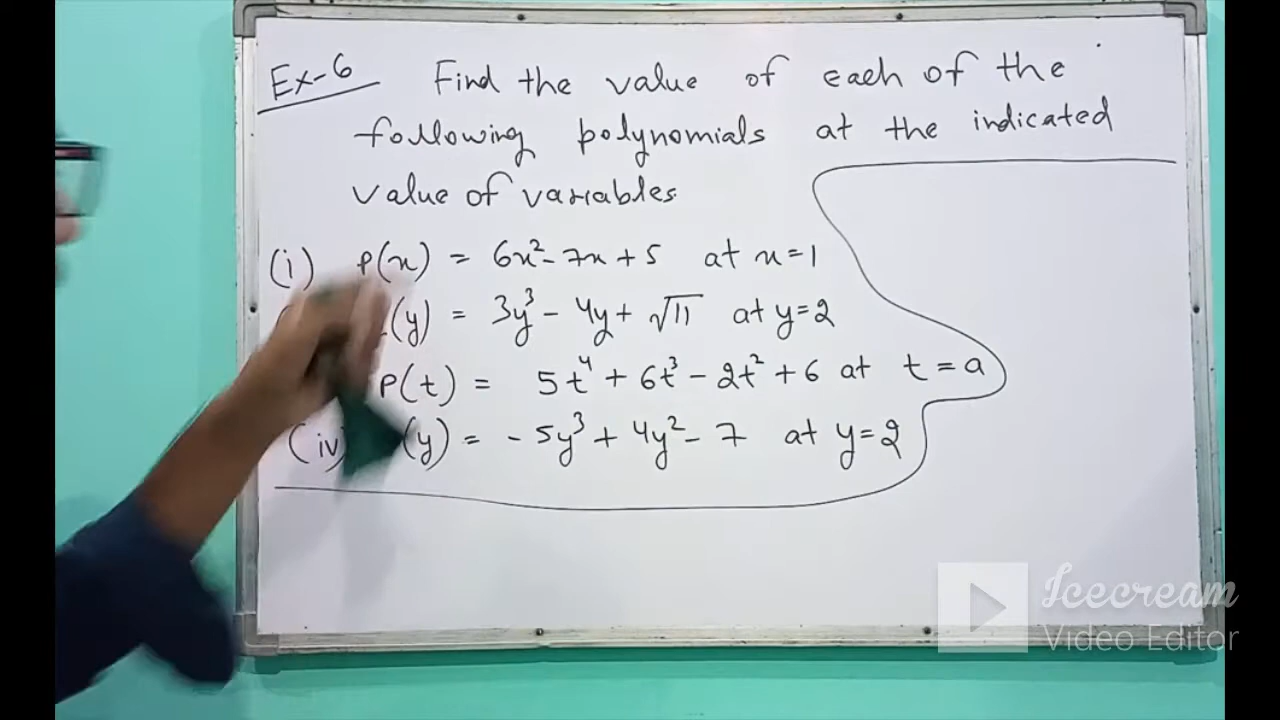 Ex-6 Find the value of each of the
following polynomials at the indicated
value of variables
(i) P(x) = 6x² - 7x + 5 at x=1
(y) = 3y³ - 4y + √11 at y=2
P(t) = 5t⁴ + 6t³ - 2t² + 6 at t = a
(iv) (y) = -5y³ + 4y² - 7 at y=2
Icecream
Video Editor